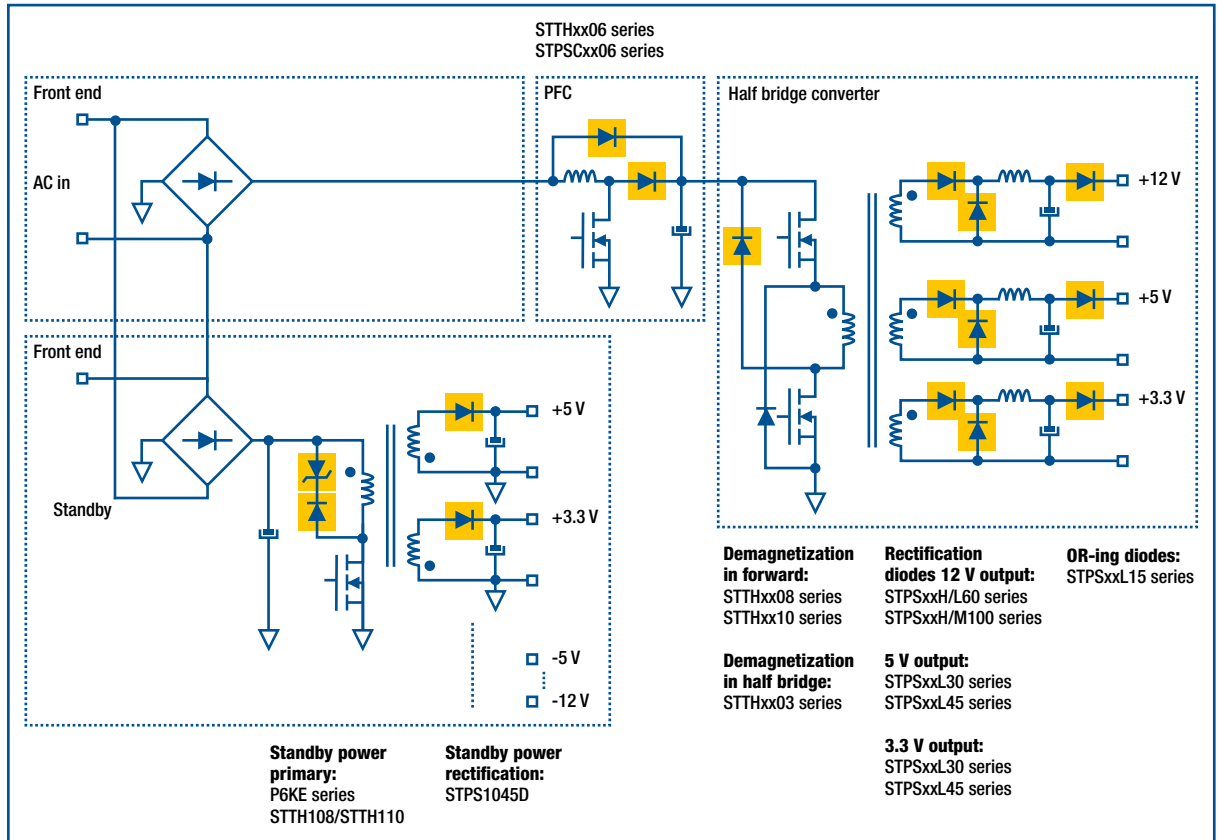 STTHxx06 series
STPSCxx06 series
Front end
AC in
PFC
Half bridge converter
+12 V
+5 V
+3.3 V
Front end
Standby
+5 V
+3.3 V
-5 V
-12 V
Standby power
primary:
P6KE series
STTH108/STTH110
Standby power
rectification:
STPS1045D
Demagnetization
in forward:
STTHxx08 series
STTHxx10 series
Demagnetization
in half bridge:
STTHxx03 series
Rectification
diodes 12 V output:
STPSxxH/L60 series
STPSxxH/M100 series
5 V output:
STPSxxL30 series
STPSxxL45 series
3.3 V output:
STPSxxL30 series
STPSxxL45 series
OR-ing diodes:
STPSxxL15 series